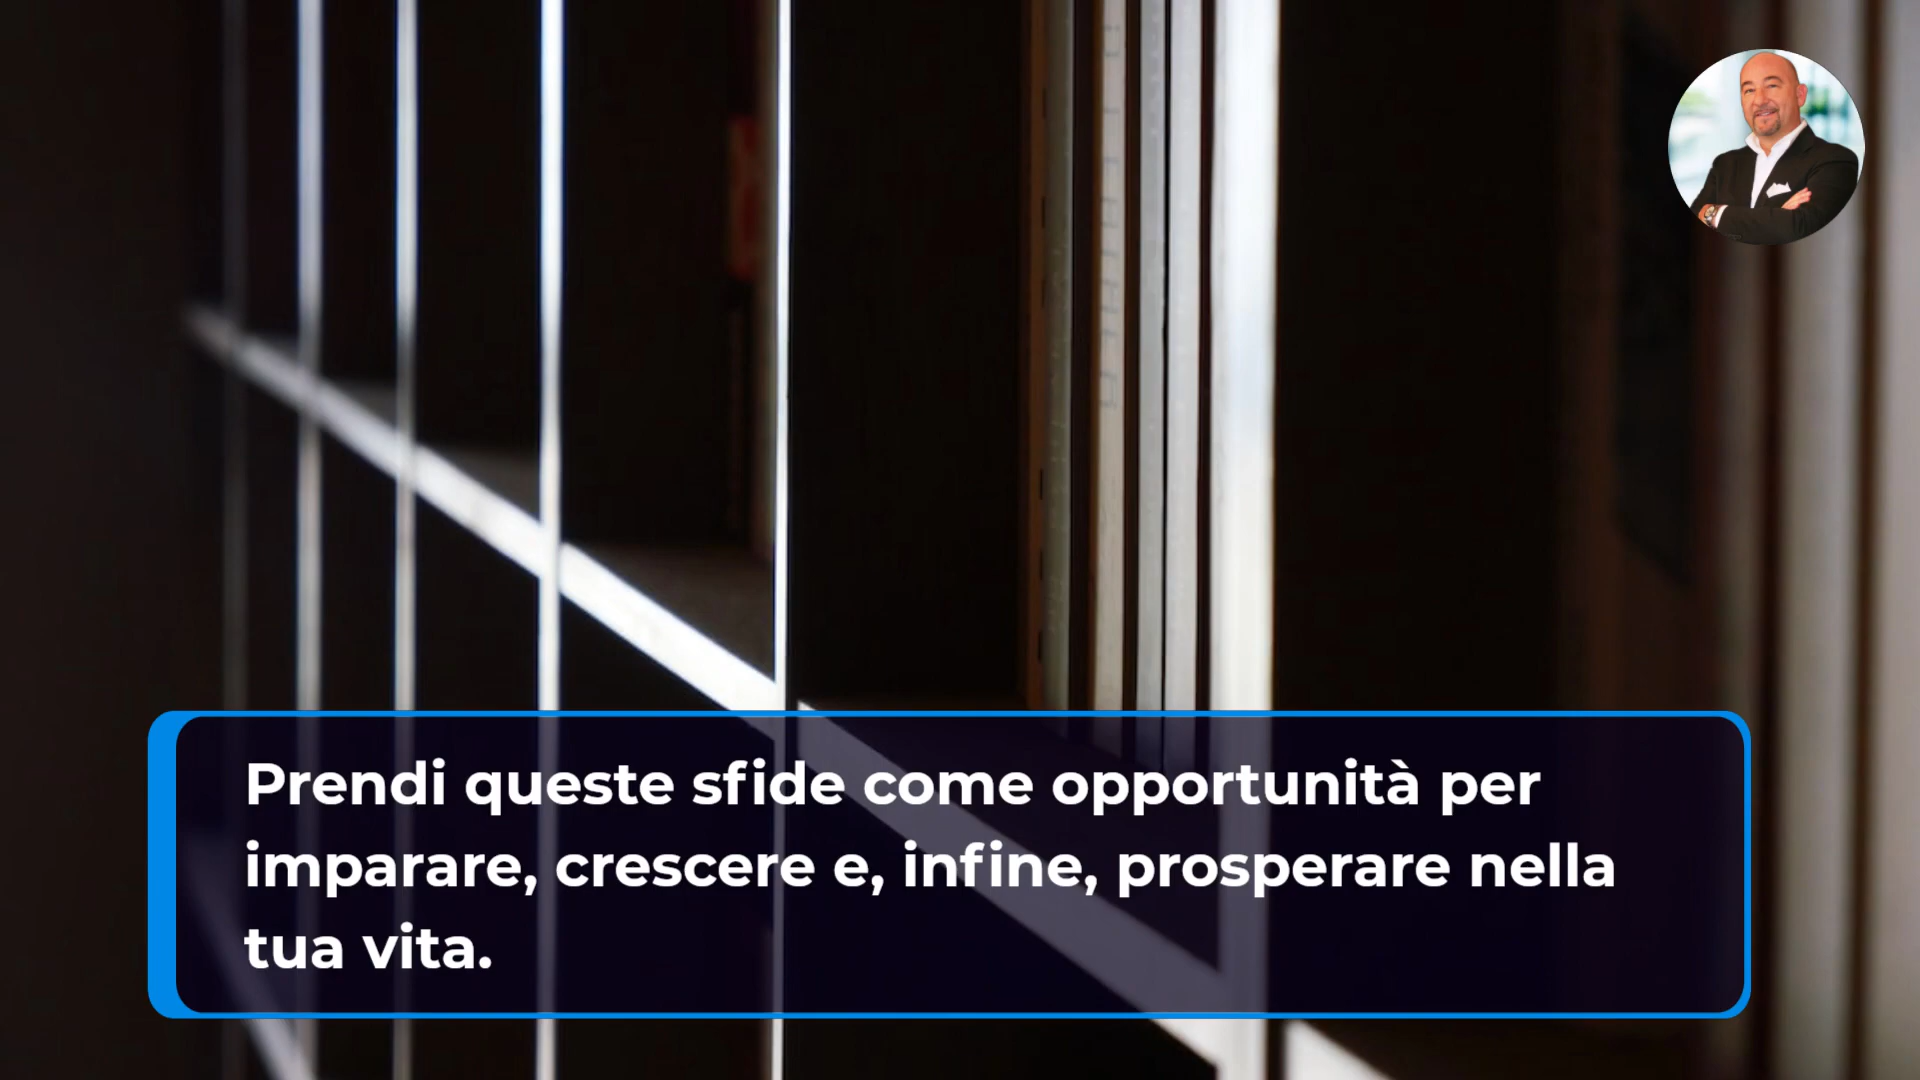 Prendi queste sfide come opportunità per
imparare, crescere e, infine, prosperare nella
tua vita.